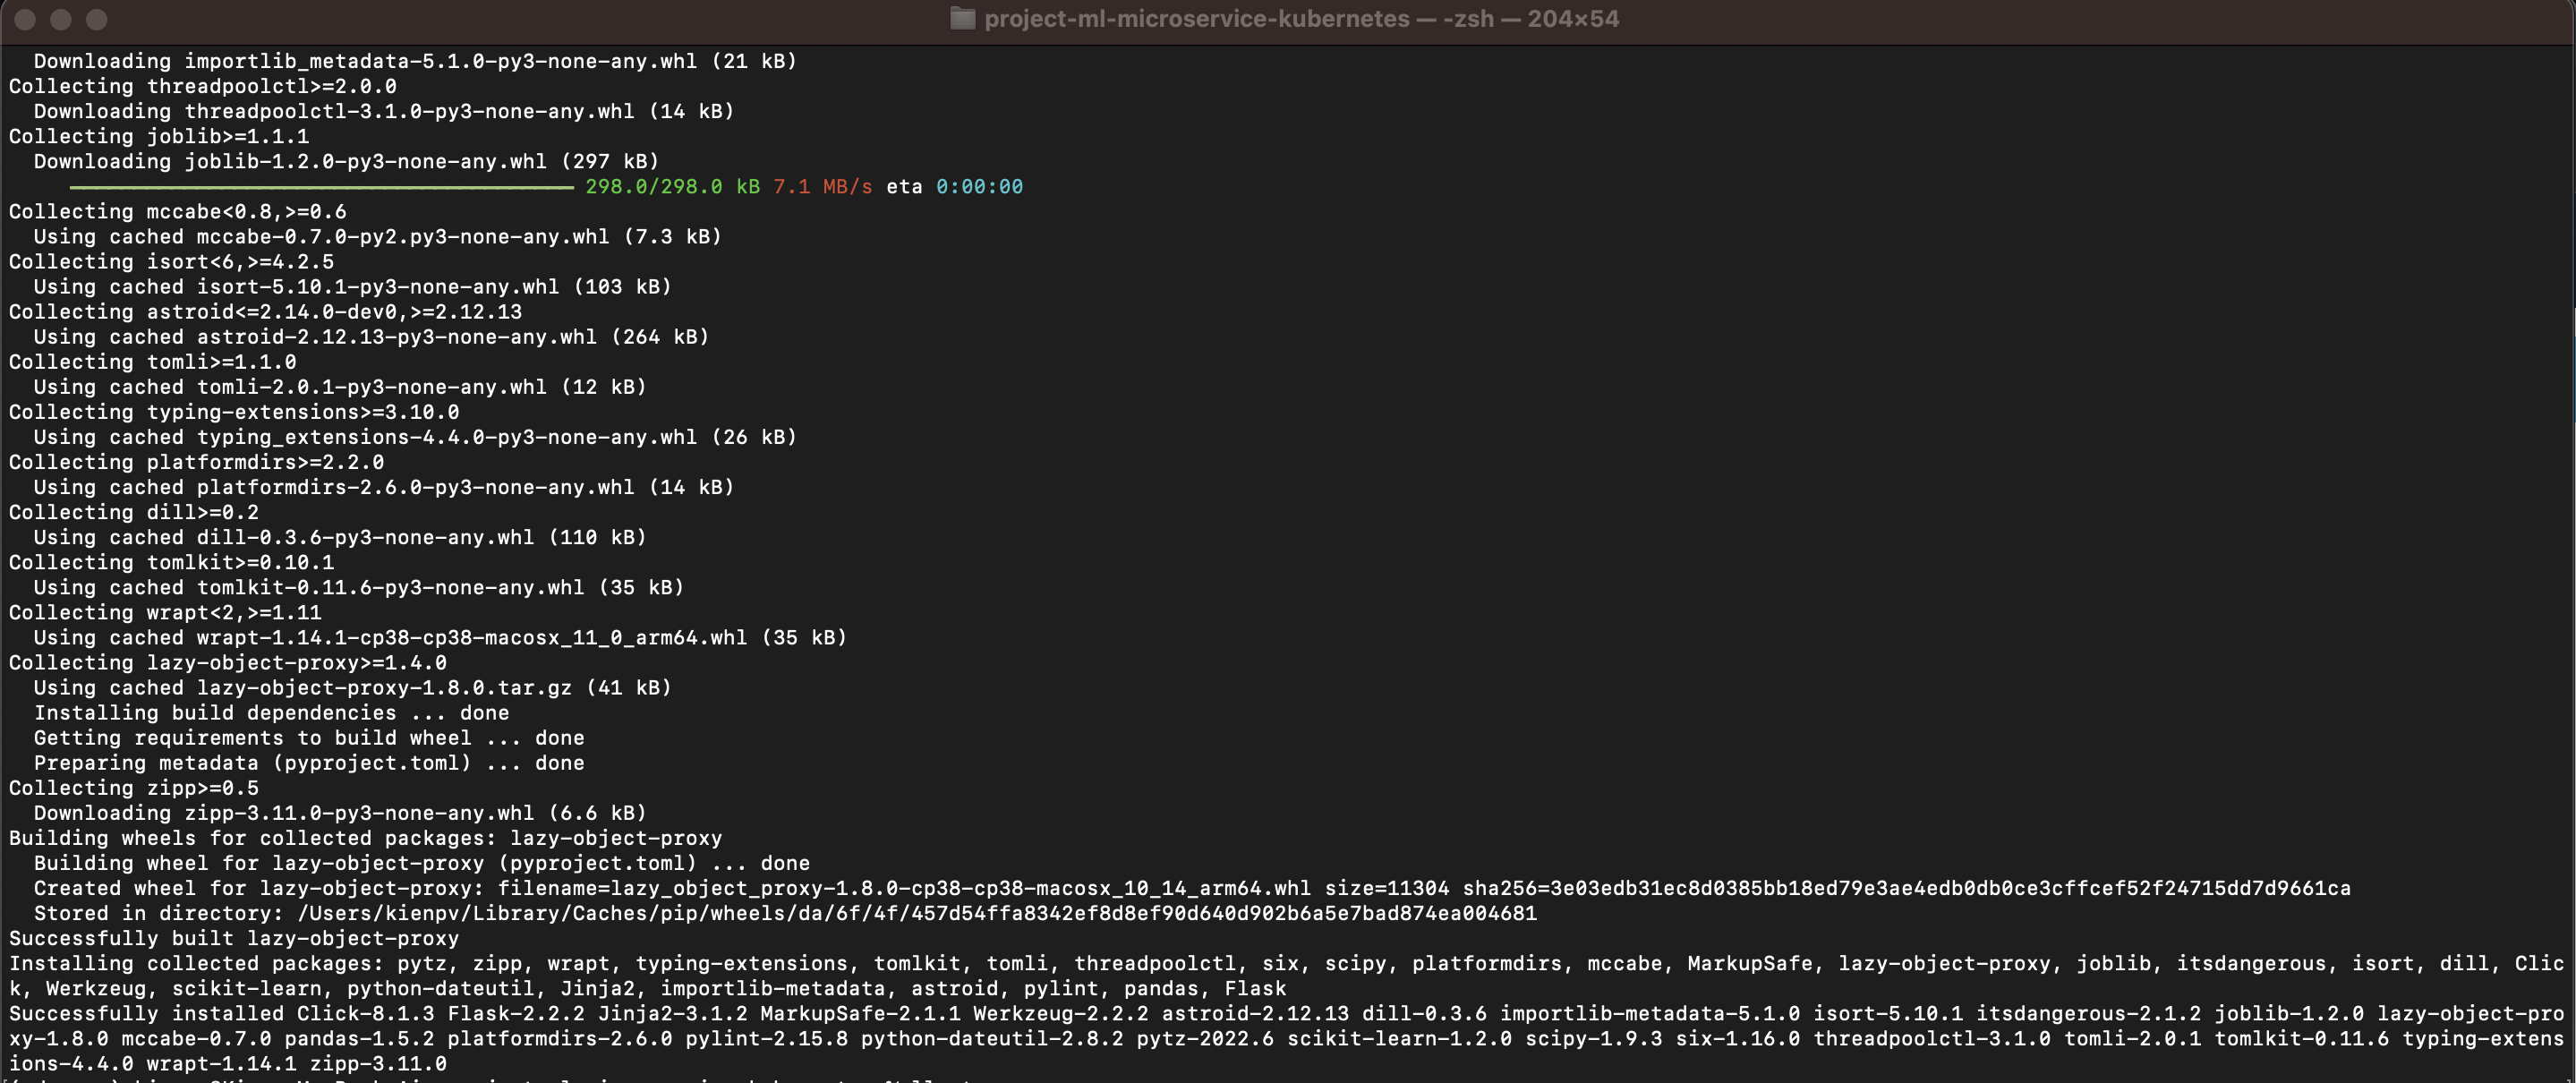 project-ml-microservice-kubernetes — -zsh — 204×54
Downloading importlib_metadata-5.1.0-py3-none-any.whl (21 kB)
Collecting threadpoolctl>=2.0.0
Downloading threadpoolctl-3.1.0-py3-none-any.whl (14 kB)
Collecting joblib>=1.1.1
Downloading joblib-1.2.0-py3-none-any.whl (297 kB)
298.0/298.0 kB 7.1 MB/s eta 0:00:00
Collecting mccabe<0.8,>=0.6
Using cached mccabe-0.7.0-py2.py3-none-any.whl (7.3 kB)
Collecting isort<6,>=4.2.5
Using cached isort-5.10.1-py3-none-any.whl (103 kB)
Collecting astroid<=2.14.0-dev0,>=2.12.13
Using cached astroid-2.12.13-py3-none-any.whl (264 kB)
Collecting tomli>=1.1.0
Using cached tomli-2.0.1-py3-none-any.whl (12 kB)
Collecting typing-extensions>=3.10.0
Using cached typing_extensions-4.4.0-py3-none-any.whl (26 kB)
Collecting platformdirs>=2.2.0
Using cached platformdirs-2.6.0-py3-none-any.whl (14 kB)
Collecting dill>=0.2
Using cached dill-0.3.6-py3-none-any.whl (110 kB)
Collecting tomlkit>=0.10.1
Using cached tomlkit-0.11.6-py3-none-any.whl (35 kB)
Collecting wrapt<2,>=1.11
Using cached wrapt-1.14.1-cp38-cp38-macosx_11_0_arm64.whl (35 kB)
Collecting lazy-object-proxy>=1.4.0
Using cached lazy-object-proxy-1.8.0.tar.gz (41 kB)
Installing build dependencies ... done
Getting requirements to build wheel ... done
Preparing metadata (pyproject.toml) ... done
Collecting zipp>=0.5
Downloading zipp-3.11.0-py3-none-any.whl (6.6 kB)
Building wheels for collected packages: lazy-object-proxy
Building wheel for lazy-object-proxy (pyproject.toml) ... done
Created wheel for lazy-object-proxy: filename=lazy_object_proxy-1.8.0-cp38-cp38-macosx_10_14_arm64.whl size=11304 sha256=3e03edb31ec8d0385bb18ed79e3ae4edb0db0ce3cffcef52f24715dd7d9661ca
Stored in directory: /Users/kienpv/Library/Caches/pip/wheels/da/6f/4f/457d54ffa8342ef8d8ef90d640d902b6a5e7bad874ea004681
Successfully built lazy-object-proxy
Installing collected packages: pytz, zipp, wrapt, typing-extensions, tomlkit, tomli, threadpoolctl, six, scipy, platformdirs, mccabe, MarkupSafe, lazy-object-proxy, joblib, itsdangerous, isort, dill, Clic
k, Werkzeug, scikit-learn, python-dateutil, Jinja2, importlib-metadata, astroid, pylint, pandas, Flask
Successfully installed Click-8.1.3 Flask-2.2.2 Jinja2-3.1.2 MarkupSafe-2.1.1 Werkzeug-2.2.2 astroid-2.12.13 dill-0.3.6 importlib-metadata-5.1.0 isort-5.10.1 itsdangerous-2.1.2 joblib-1.2.0 lazy-object-pro
xy-1.8.0 mccabe-0.7.0 pandas-1.5.2 platformdirs-2.6.0 pylint-2.15.8 python-dateutil-2.8.2 pytz-2022.6 scikit-learn-1.2.0 scipy-1.9.3 six-1.16.0 threadpoolctl-3.1.0 tomli-2.0.1 tomlkit-0.11.6 typing-extens
ions-4.4.0 wrapt-1.14.1 zipp-3.11.0